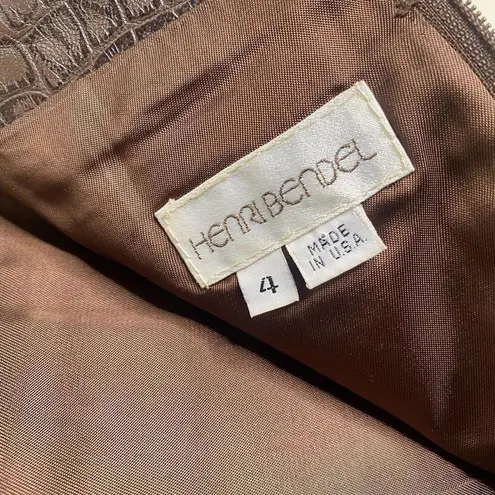 HENRI BENDEL
4
MADE
IN U.S.A.